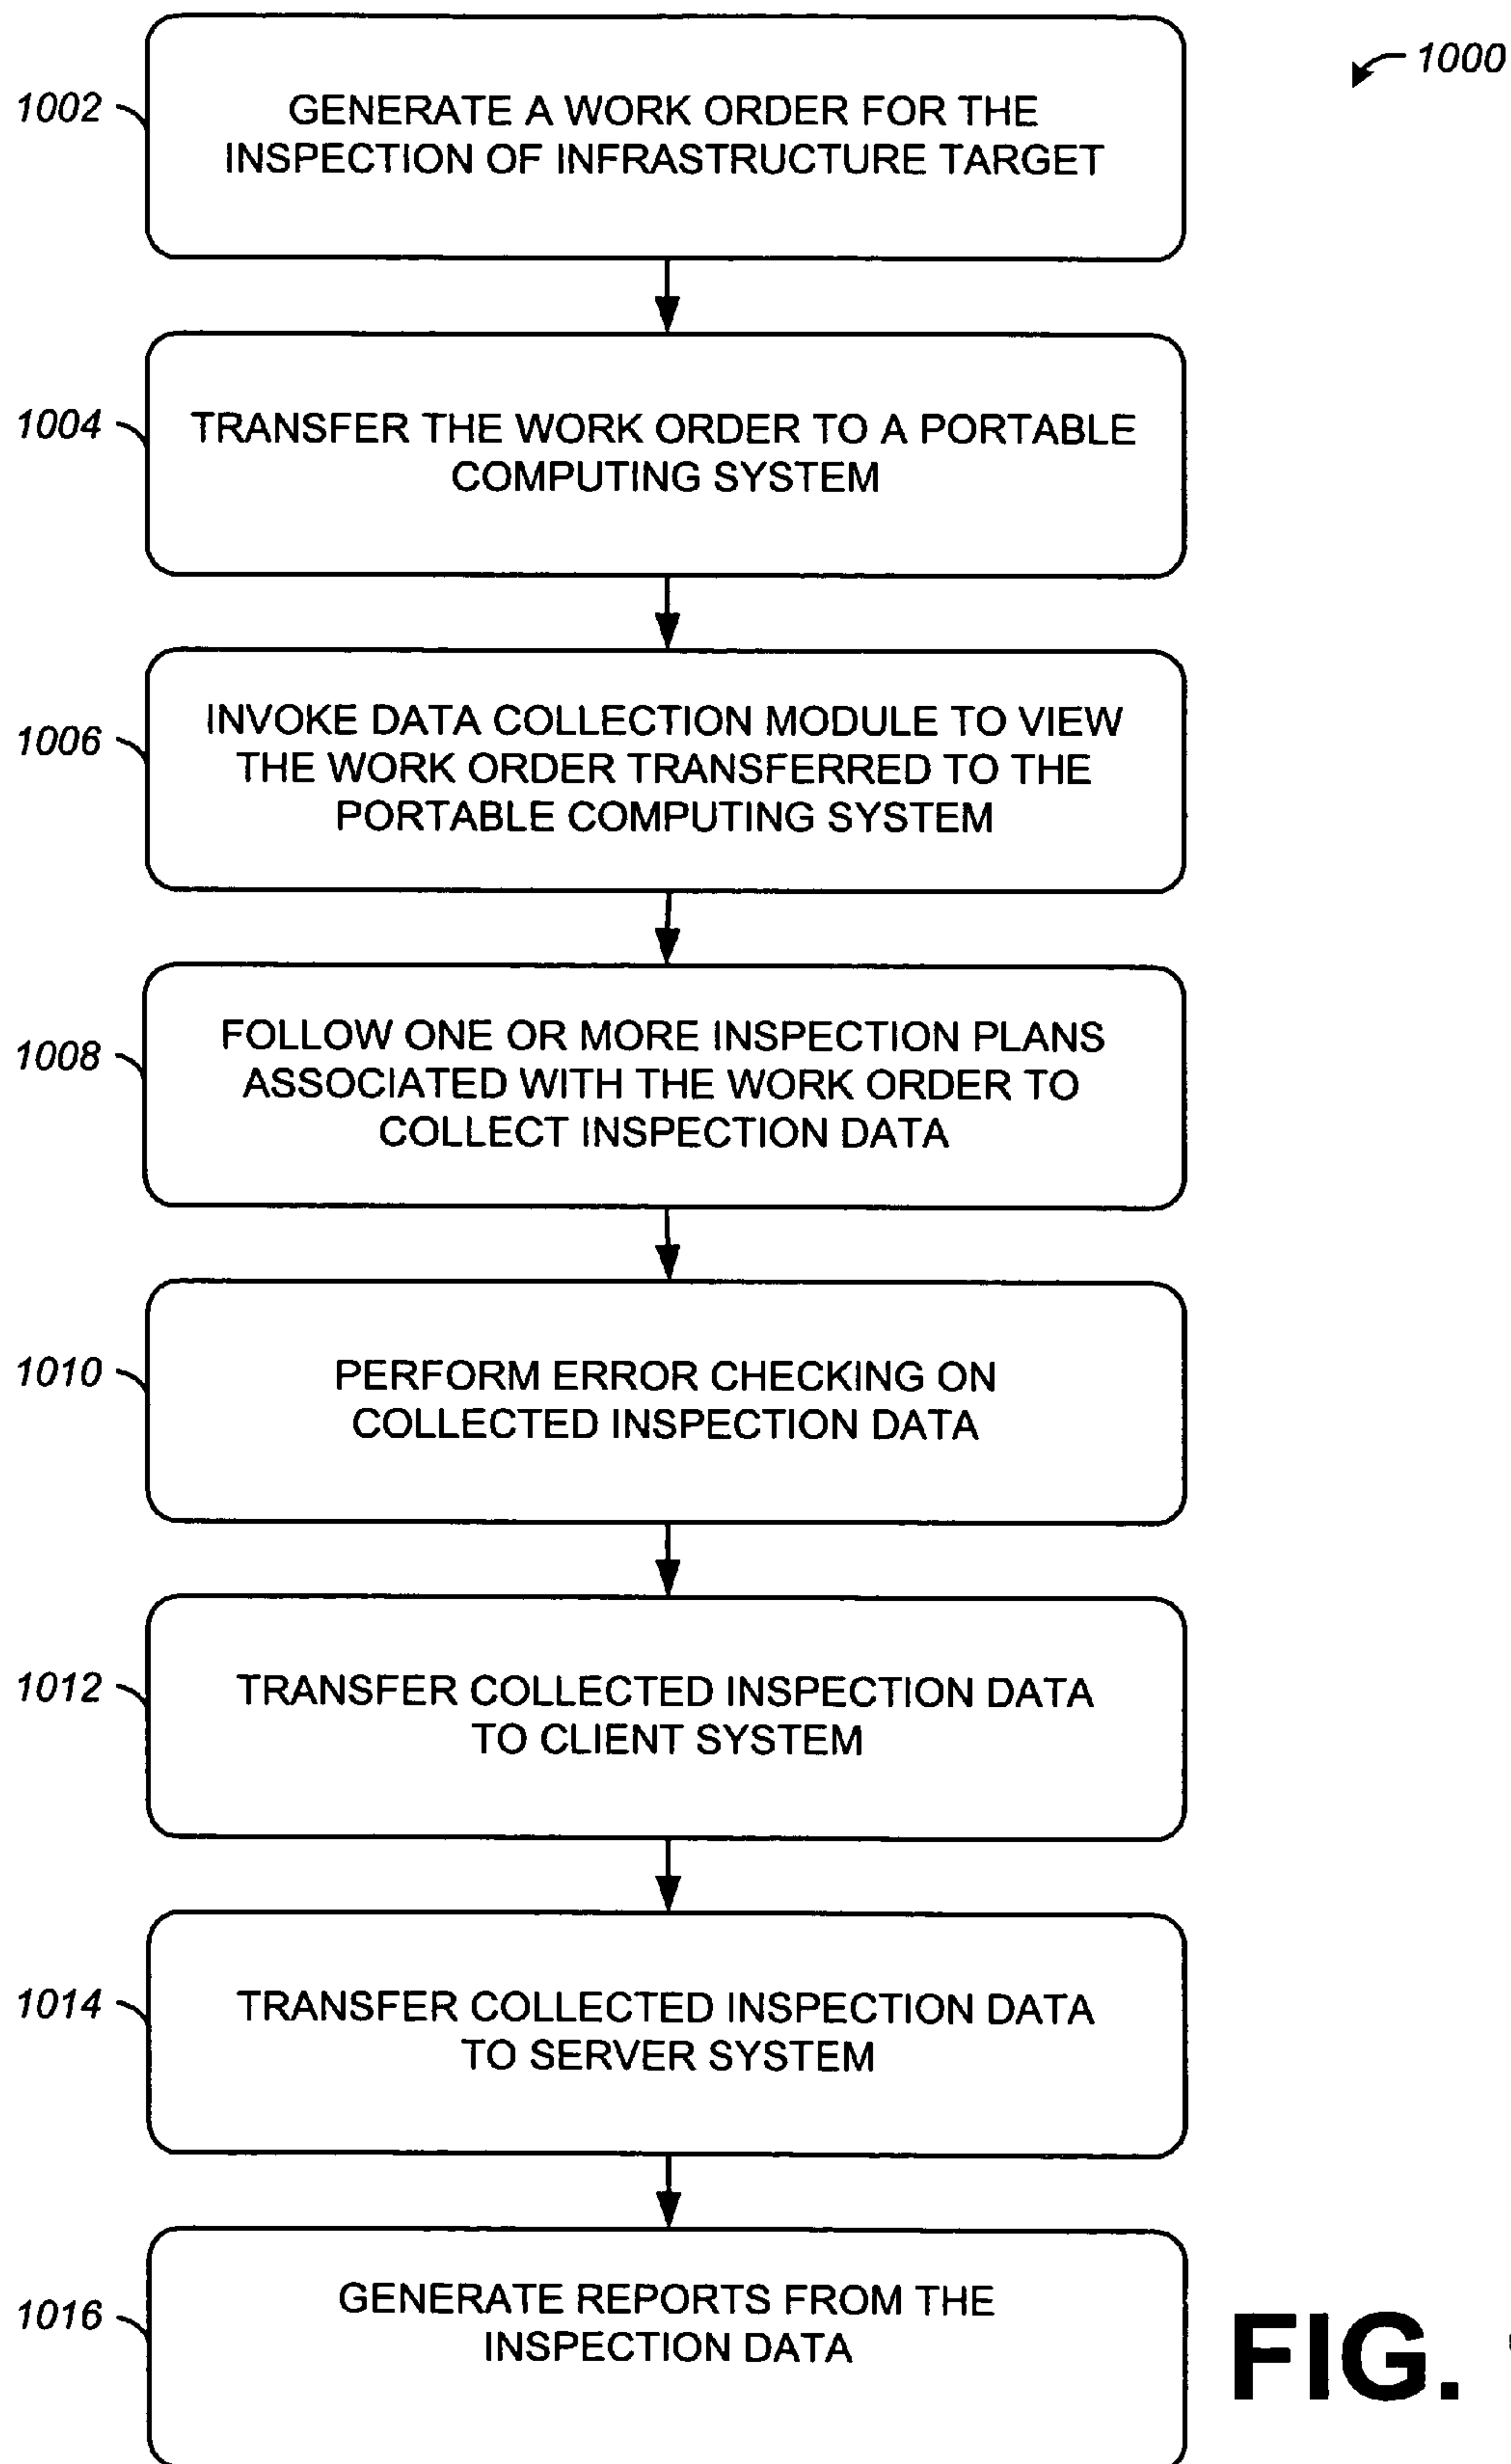 1000
1002
GENERATE A WORK ORDER FOR THE
INSPECTION OF INFRASTRUCTURE TARGET
1004
TRANSFER THE WORK ORDER TO A PORTABLE
COMPUTING SYSTEM
1006
INVOKE DATA COLLECTION MODULE TO VIEW
THE WORK ORDER TRANSFERRED TO THE
PORTABLE COMPUTING SYSTEM
1008
FOLLOW ONE OR MORE INSPECTION PLANS
ASSOCIATED WITH THE WORK ORDER TO
COLLECT INSPECTION DATA
1010
PERFORM ERROR CHECKING ON
COLLECTED INSPECTION DATA
1012
TRANSFER COLLECTED INSPECTION DATA
TO CLIENT SYSTEM
1014
TRANSFER COLLECTED INSPECTION DATA
TO SERVER SYSTEM
1016
GENERATE REPORTS FROM THE
INSPECTION DATA
FIG.